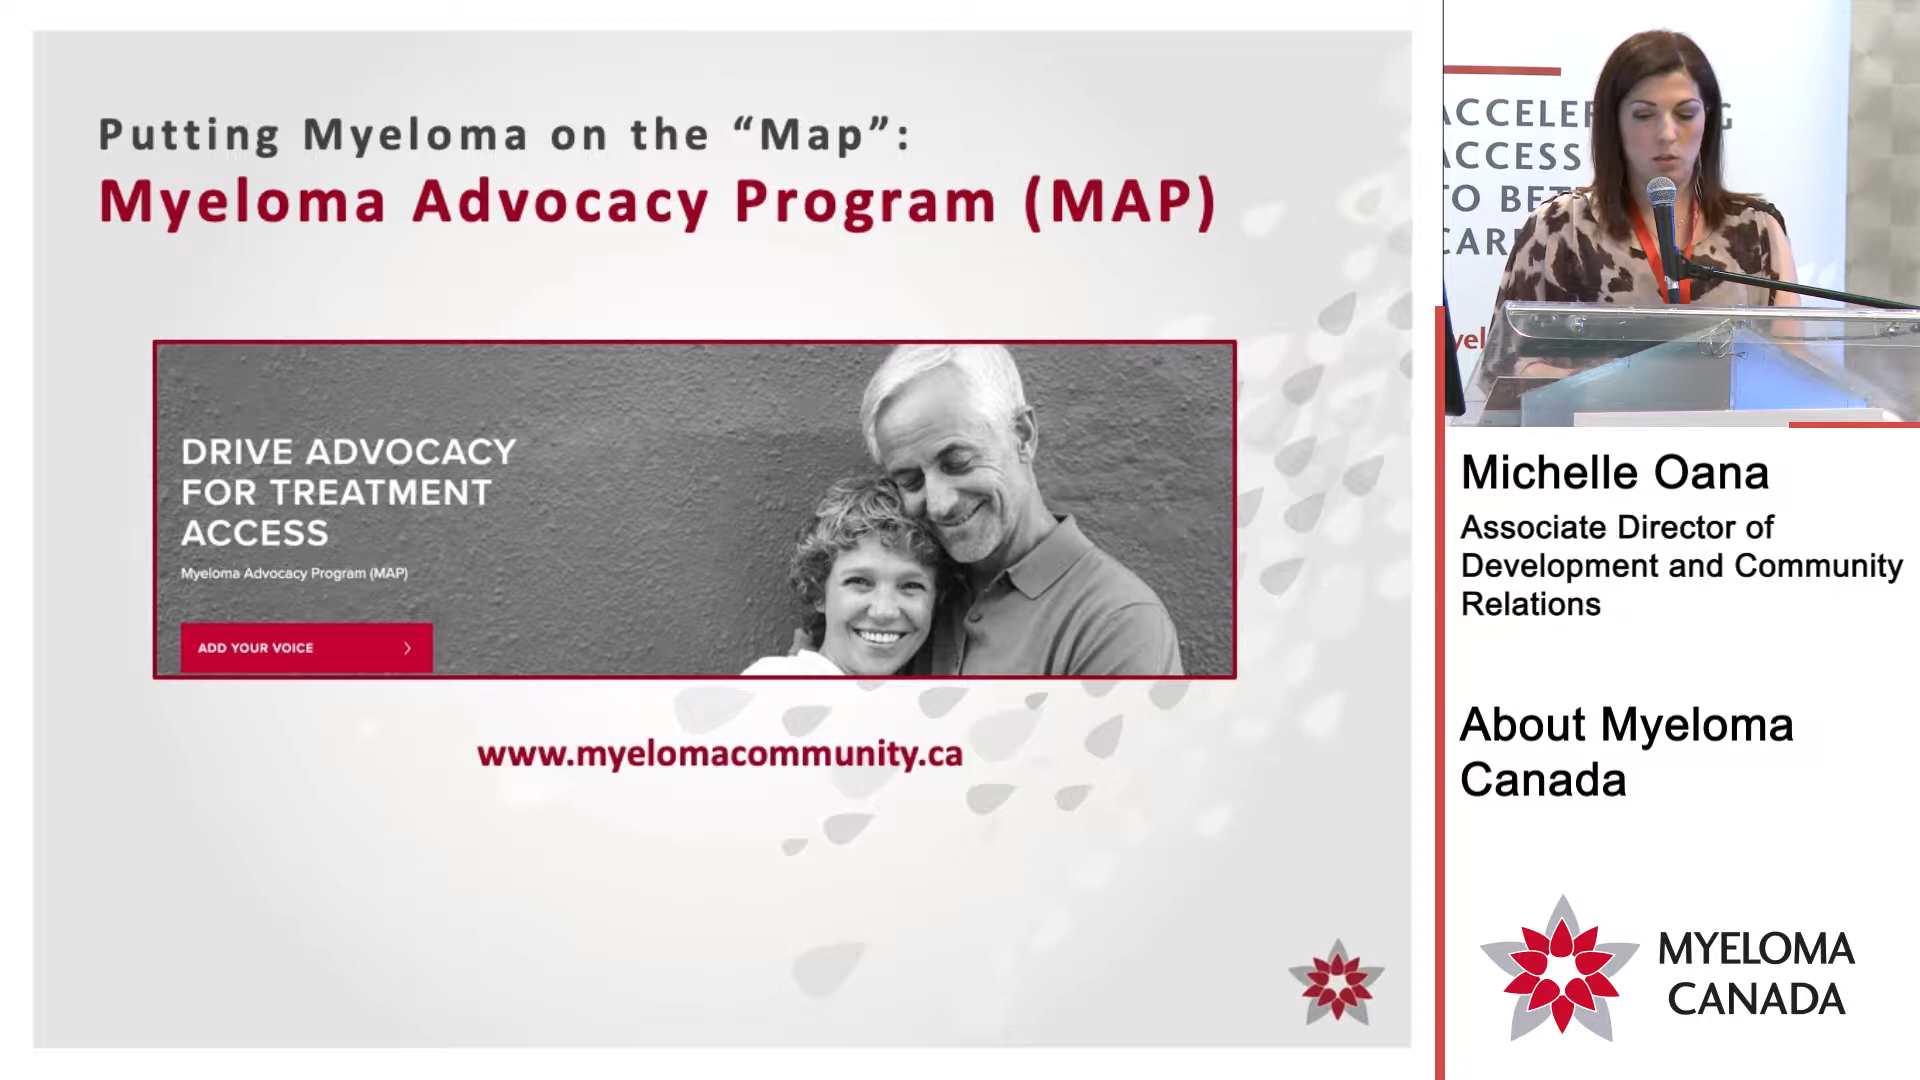 Putting Myeloma on the “Map”:
Myeloma Advocacy Program (MAP)
DRIVE ADVOCACY
FOR TREATMENT
ACCESS
Myeloma Advocacy Program (MAP)
ADD YOUR VOICE
www.myelomacommunity.ca
ACCESS
Michelle Oana
Associate Director of
Development and Community
Relations
About Myeloma
Canada
MYELOMA
CANADA